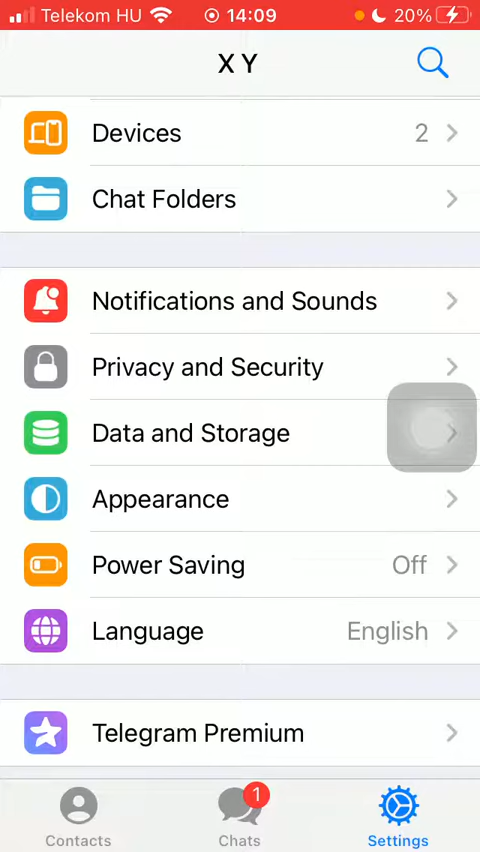 Telekom HU 14:09 20%
X Y
Devices 2
Chat Folders
Notifications and Sounds
Privacy and Security
Data and Storage
Appearance
Power Saving Off
Language English
Telegram Premium
1
Contacts Chats Settings